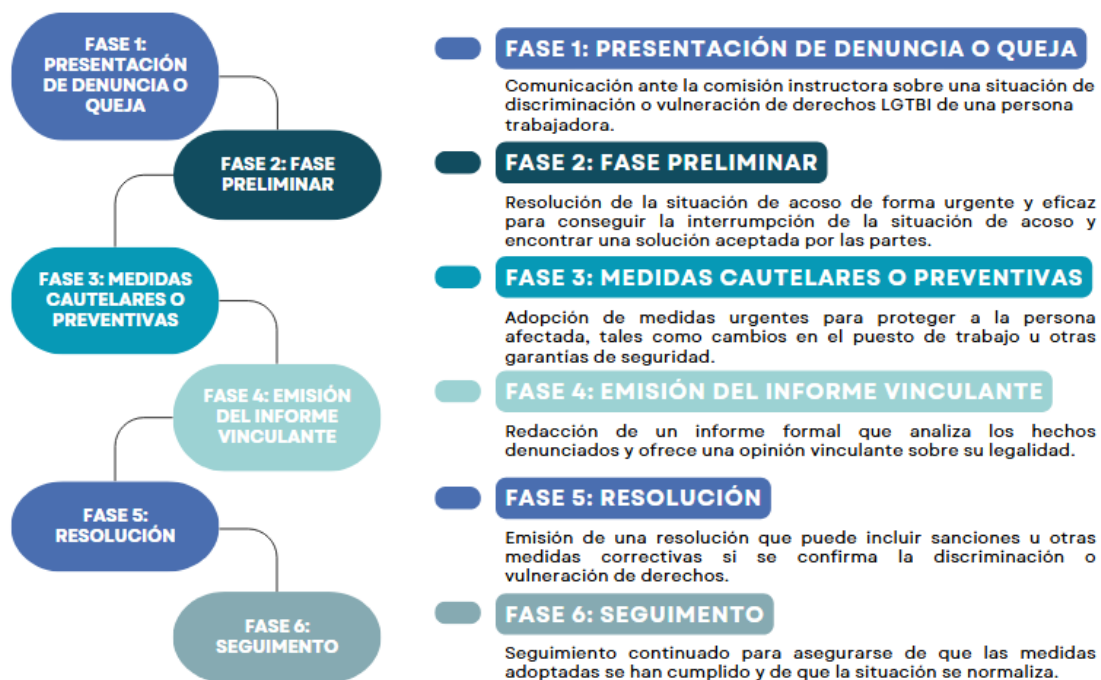 FASE 1:
PRESENTACIÓN
DE DENUNCIA O
QUEJA
FASE 2: FASE
PRELIMINAR
FASE 3: MEDIDAS
CAUTELARES O
PREVENTIVAS
FASE 4: EMISIÓN
DEL INFORME
VINCULANTE
FASE 5:
RESOLUCIÓN
FASE 6:
SEGUIMENTO
FASE 1: PRESENTACIÓN DE DENUNCIA O QUEJA
Comunicación ante la comisión instructora sobre una situación de
discriminación o vulneración de derechos LGTBI de una persona
trabajadora.
FASE 2: FASE PRELIMINAR
Resolución de la situación de acoso de forma urgente y eficaz
para conseguir la interrumpción de la situación de acoso y
encontrar una solución aceptada por las partes.
FASE 3: MEDIDAS CAUTELARES O PREVENTIVAS
Adopción de medidas urgentes para proteger a la persona
afectada, tales como cambios en el puesto de trabajo u otras
garantías de seguridad.
FASE 4: EMISIÓN DEL INFORME VINCULANTE
Redacción de un informe formal que analiza los hechos
denunciados y ofrece una opinión vinculante sobre su legalidad.
FASE 5: RESOLUCIÓN
Emisión de una resolución que puede incluir sanciones u otras
medidas correctivas si se confirma la discriminación o
vulneración de derechos.
FASE 6: SEGUIMENTO
Seguimiento continuado para asegurarse de que las medidas
adoptadas se han cumplido y de que la situación se normaliza.